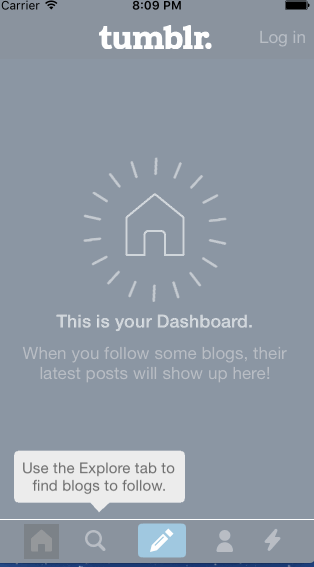 Carrier 8:09 PM
tumblr. Log in
This is your Dashboard.
When you follow some blogs, their
latest posts will show up here!
Use the Explore tab to
find blogs to follow.